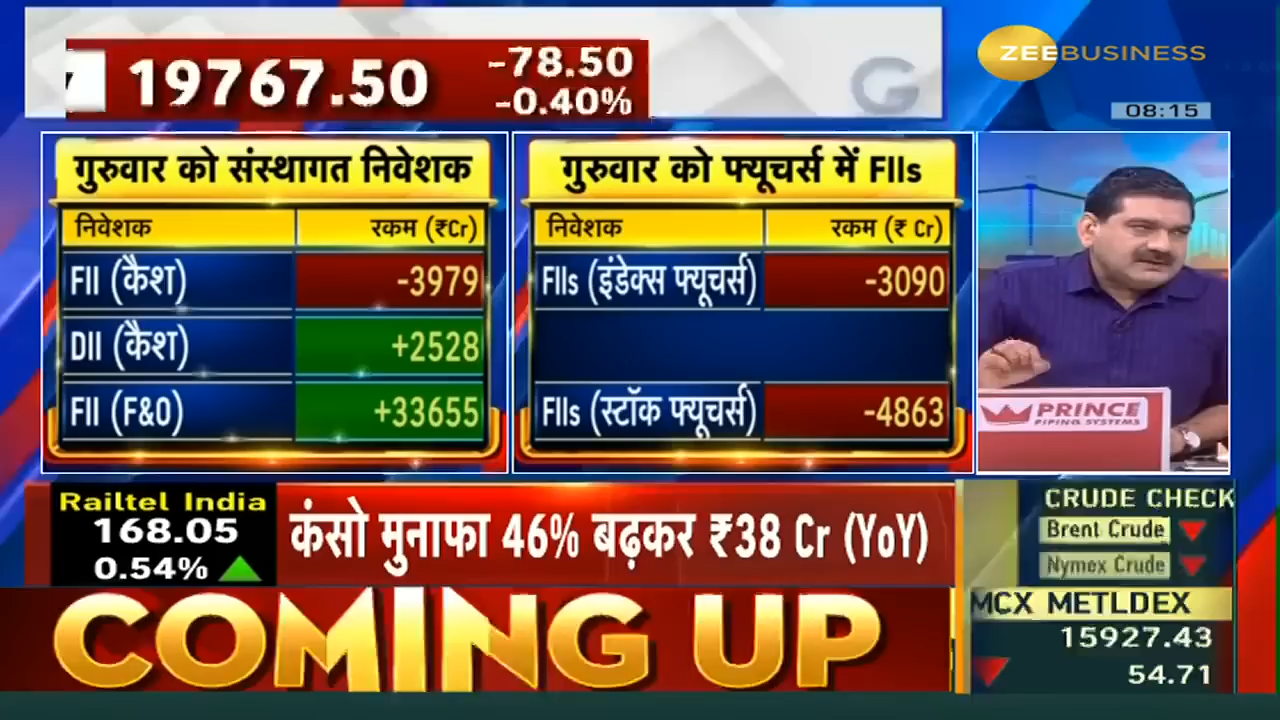 19767.50
-78.50
-0.40%
ZEEBUSINESS
08:15
गुरुवार को संस्थागत निवेशक
निवेशक रकम (₹Cr)
FII (कैश) -3979
DII (कैश) +2528
FII (F&O) +33655
गुरुवार को फ्यूचर्स में FIIs
निवेशक रकम (₹ Cr)
FIIs (इंडेक्स फ्यूचर्स) -3090
FIIs (स्टॉक फ्यूचर्स) -4863
PRINCE
PIPING SYSTEMS
Railtel India
168.05
0.54%
कंसो मुनाफा 46% बढ़कर ₹38 Cr (YoY)
COMING UP
CRUDE CHECK
Brent Crude
Nymex Crude
MCX METLDEX
15927.43
54.71